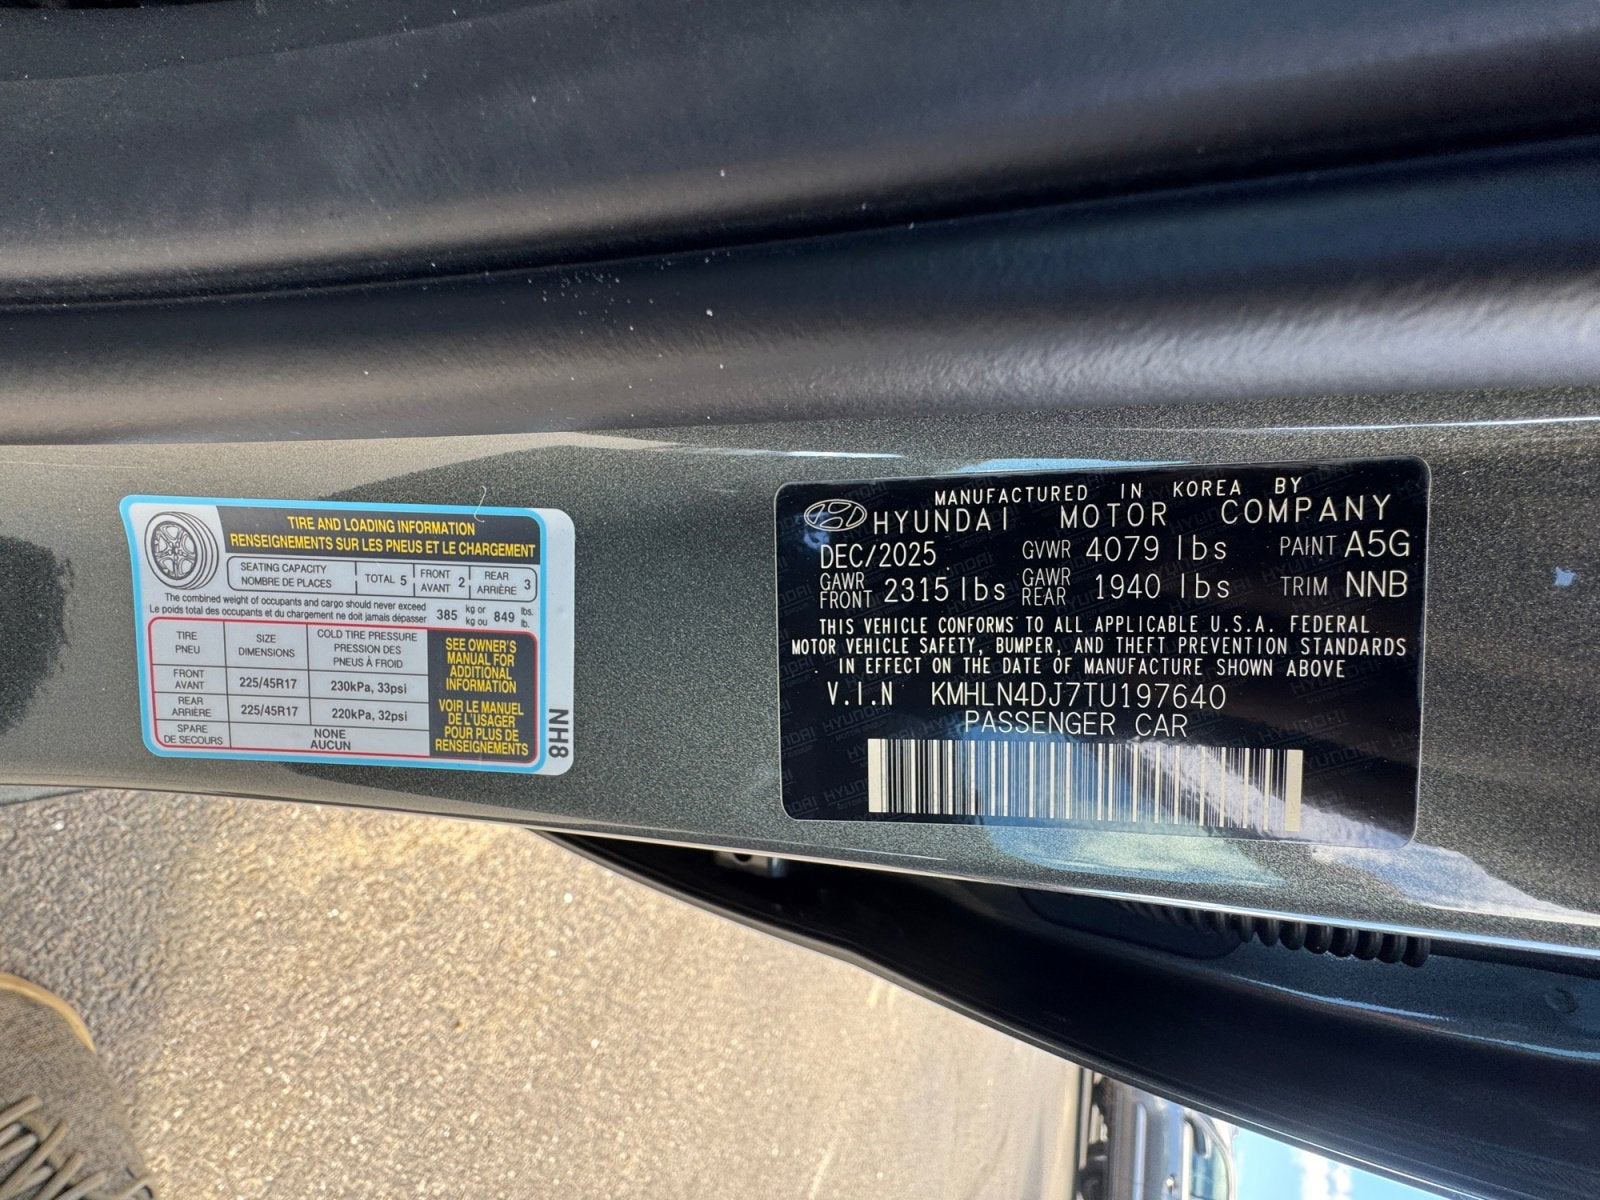 TIRE AND LOADING INFORMATION
RENSEIGNEMENTS SUR LES PNEUS ET LE CHARGEMENT
SEATING CAPACITY
NOMBRE DE PLACES
TOTAL 5
FRONT
AVANT 2
REAR
ARRIÈRE 3
The combined weight of occupants and cargo should never exceed
Le poids total des occupants et du chargement ne doit jamais dépasser
385 kg or
kg ou 849 lbs.
lb.
TIRE
PNEU
SIZE
DIMENSIONS
COLD TIRE PRESSURE
PRESSION DES
PNEUS À FROID
FRONT
AVANT
225/45R17
230kPa, 33psi
REAR
ARRIÈRE
225/45R17
220kPa, 32psi
SPARE
DE SECOURS
NONE
AUCUN
SEE OWNER'S
MANUAL FOR
ADDITIONAL
INFORMATION
VOIR LE MANUEL
DE L'USAGER
POUR PLUS DE
RENSEIGNEMENTS
NH8
MANUFACTURED IN KOREA BY
HYUNDAI MOTOR COMPANY
DEC/2025 GVWR 4079 lbs PAINT A5G
GAWR
FRONT 2315 lbs GAWR
REAR 1940 lbs TRIM NNB
THIS VEHICLE CONFORMS TO ALL APPLICABLE U.S.A. FEDERAL
MOTOR VEHICLE SAFETY, BUMPER, AND THEFT PREVENTION STANDARDS
IN EFFECT ON THE DATE OF MANUFACTURE SHOWN ABOVE
V.I.N KMHLN4DJ7TU197640
PASSENGER CAR